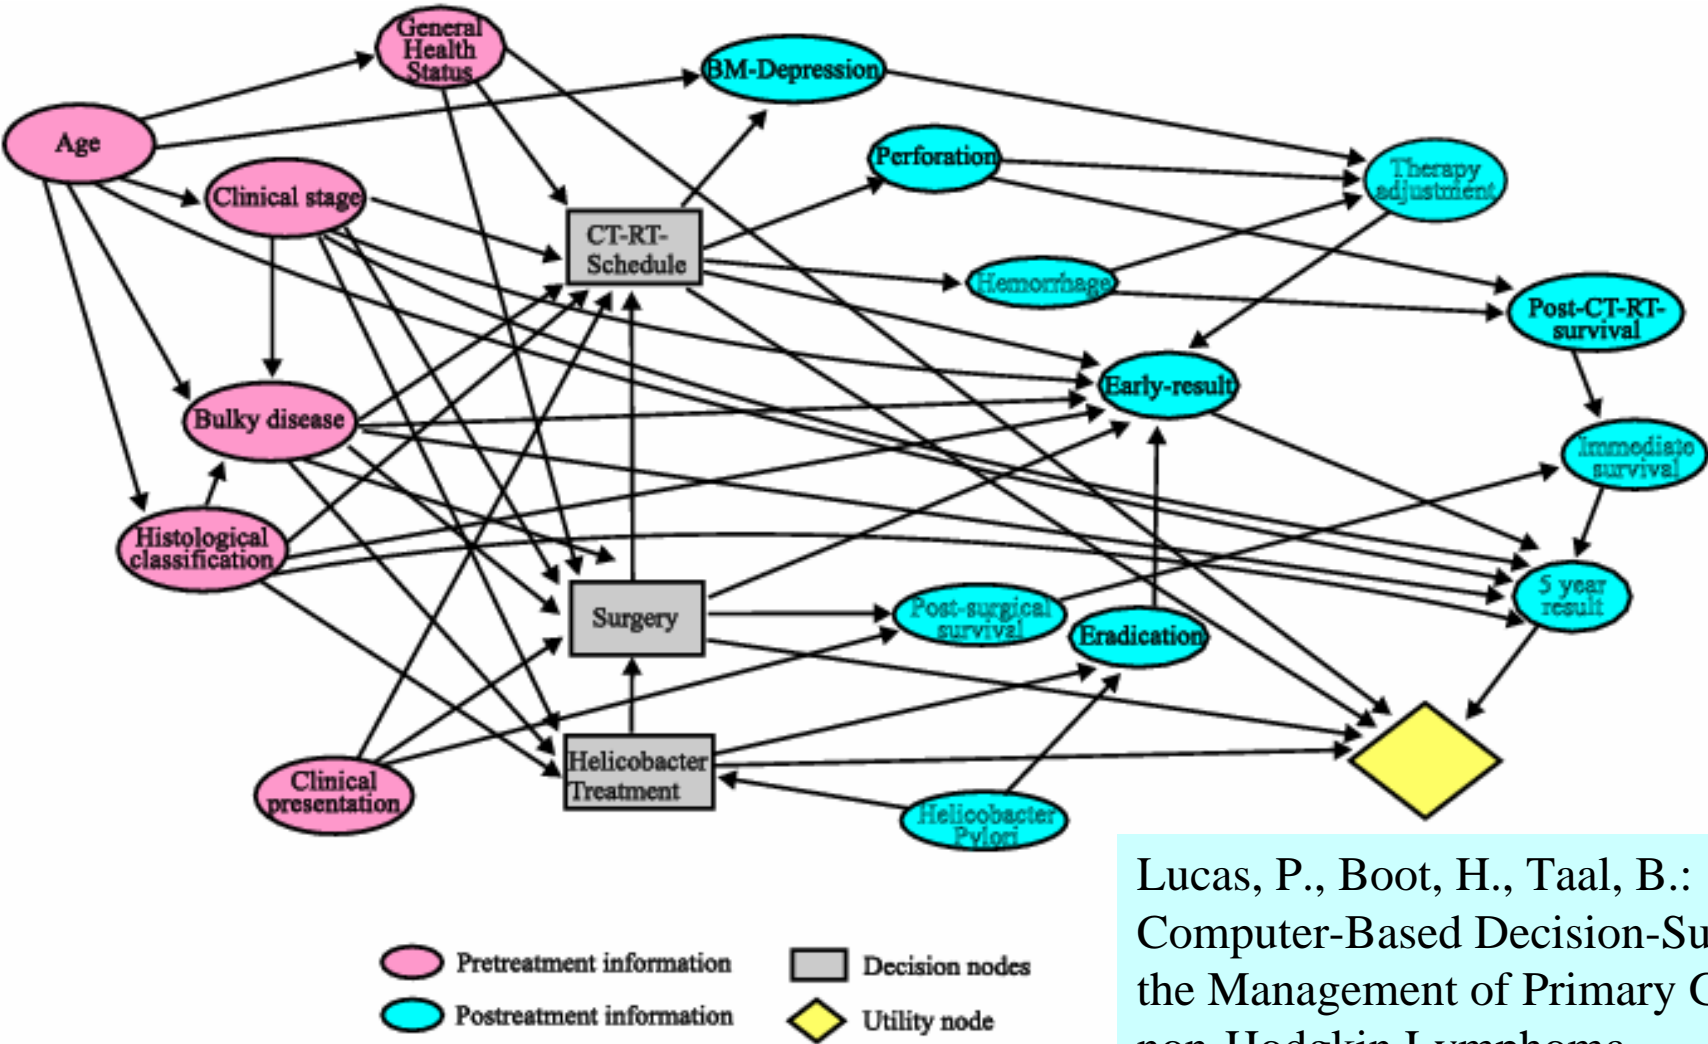 General
Health
Status
BM-Depression
Age
Perforation
Therapy
adjustment
Clinical stage
CT-RT-
Schedule
Hemorrhage
Post-CT-RT-
survival
Early-result
Bulky disease
Immediate
survival
Histological
classification
5 year
result
Surgery
Post-surgical
survival
Eradication
Helicobacter
Treatment
Clinical
presentation
Helicobacter
Pylori
Lucas, P., Boot, H., Taal, B.:
Computer-Based Decision-Su
the Management of Primary
non-Hodgkin Lymphoma
Pretreatment information
Decision nodes
Postreatment information
Utility node